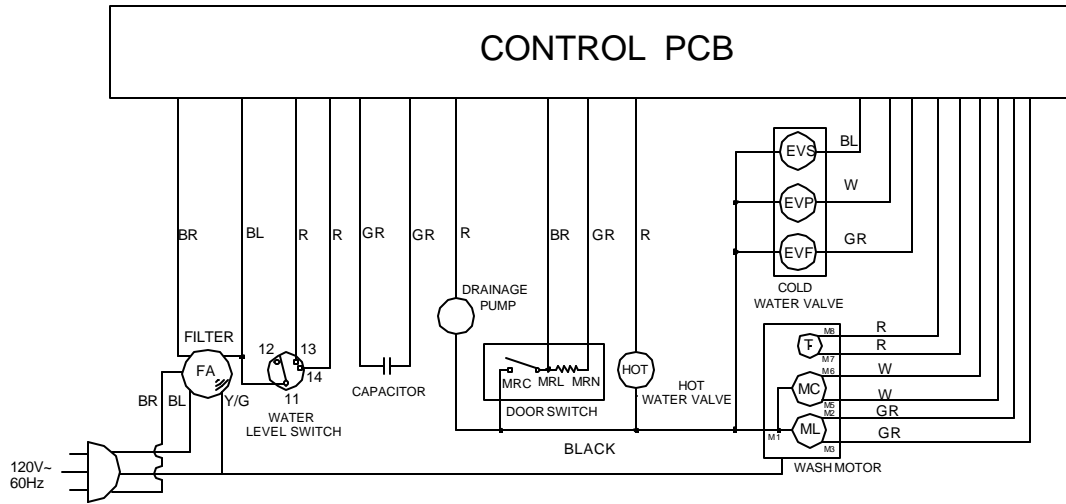 CONTROL PCB
BR
BL
R
R
GR
GR
R
BR
GR
R
BL
W
GR
EVS
EVP
EVF
COLD
WATER VALVE
DRAINAGE
PUMP
FILTER
FA
12
13
14
11
WATER
LEVEL SWITCH
CAPACITOR
MRC
MRL
MRN
DOOR SWITCH
HOT
HOT
WATER VALVE
BR
BL
Y/G
BLACK
120V~
60Hz
M8
R
T
R
M7
M6
W
MC
W
M5
M2
GR
ML
GR
M1
M3
WASH MOTOR